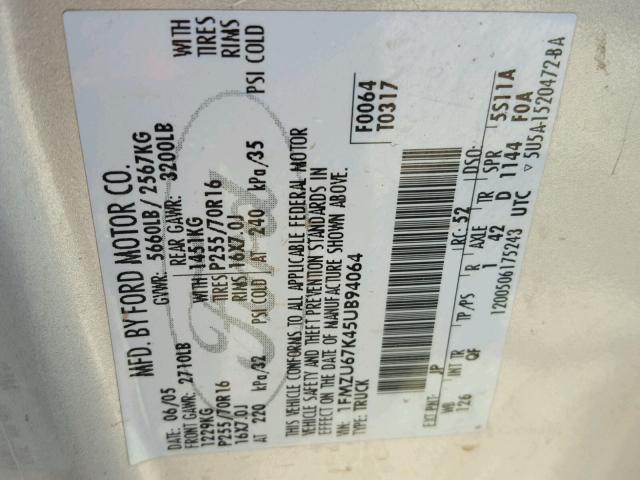 MFD. BY FORD MOTOR CO.
DATE: 06/05 GVWR: 5660LB / 2567KG
FRONT GAWR: 2710LB REAR GAWR: 3200LB
1229KG WITH 1451KG WITH
P255/70R16 TIRES P255/70R16 TIRES
16X7.0J RIMS 16X7.0J RIMS
AT 220 kPa/32 PSI COLD AT 240 kPa/35 PSI COLD
THIS VEHICLE CONFORMS TO ALL APPLICABLE FEDERAL MOTOR
VEHICLE SAFETY AND THEFT PREVENTION STANDARDS IN
EFFECT ON THE DATE OF MANUFACTURE SHOWN ABOVE.
VIN: 1FMZU67K45UB94064 F0064
TYPE: TRUCK T0317
EXT PNT: JP RC: 52 DSO:
WB INT TR TP/PS R AXLE TR SPR 5S11A
126 QF 1 42 D 1144 F0A
1200506175243 UTC ▽ 5U5A-1520472-BA
Ford